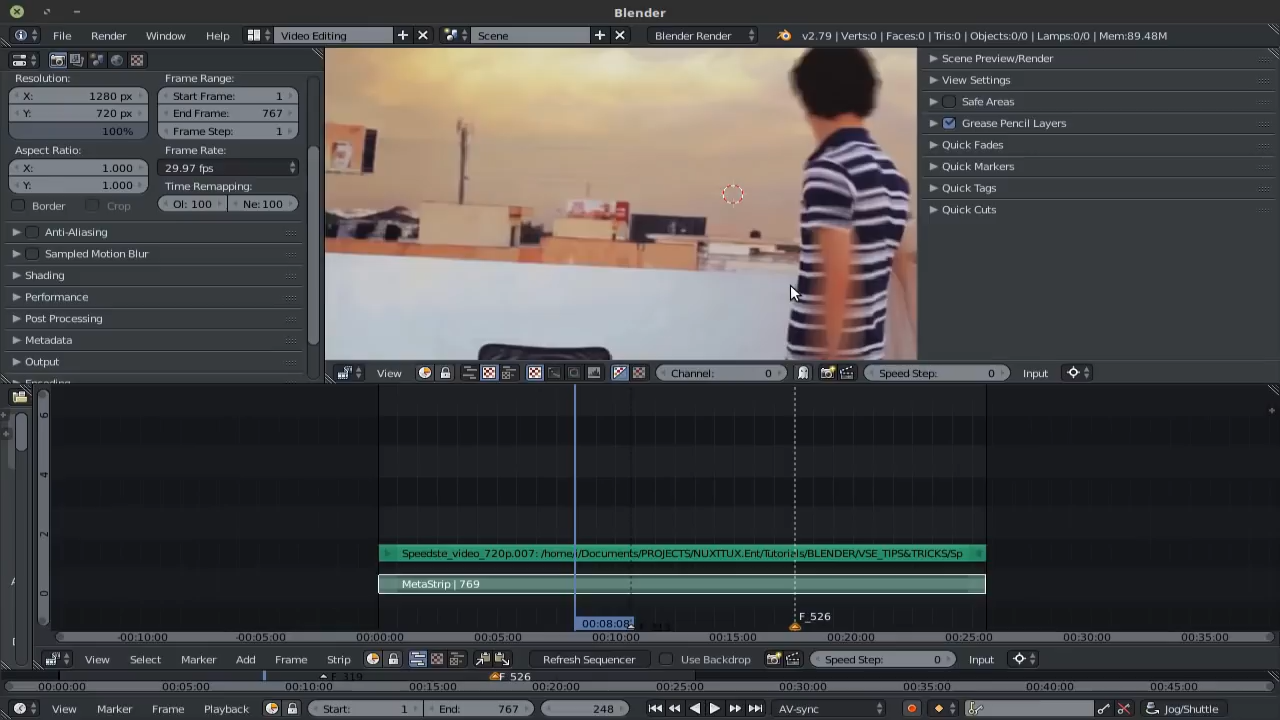 Blender
File Render Window Help Video Editing Scene Blender Render v2.79 | Verts:0 | Faces:0 | Tris:0 | Objects:0/0 | Lamps:0/0 | Mem:89.48M
Resolution: Frame Range:
X: 1280 px Start Frame: 1
Y: 720 px End Frame: 767
100% Frame Step: 1
Aspect Ratio: Frame Rate:
X: 1.000 29.97 fps
Y: 1.000 Time Remapping:
Border Crop Ol: 100 Ne: 100
Anti-Aliasing
Sampled Motion Blur
Shading
Performance
Post Processing
Metadata
Output
Scene Preview/Render
View Settings
Safe Areas
Grease Pencil Layers
Quick Fades
Quick Markers
Quick Tags
Quick Cuts
View Channel: 0 Speed Step: 0 Input
6
4
2
0
Speedste_video_720p.007: /home/i/Documents/PROJECTS/NUXTTUX.Ent/Tutorials/BLENDER/VSE_TIPS&TRICKS/Sp
MetaStrip | 769
F_526
00:08:08
-00:10:00 -00:05:00 00:00:00 00:05:00 00:10:00 00:15:00 00:20:00 00:25:00 00:30:00 00:35:00
View Select Marker Add Frame Strip Refresh Sequencer Use Backdrop Speed Step: 0 Input
F_319 F_526
00:00:00 00:05:00 00:10:00 00:15:00 00:20:00 00:25:00 00:30:00 00:35:00 00:40:00 00:45:00
View Marker Frame Playback Start: 1 End: 767 248 AV-sync Jog/Shuttle